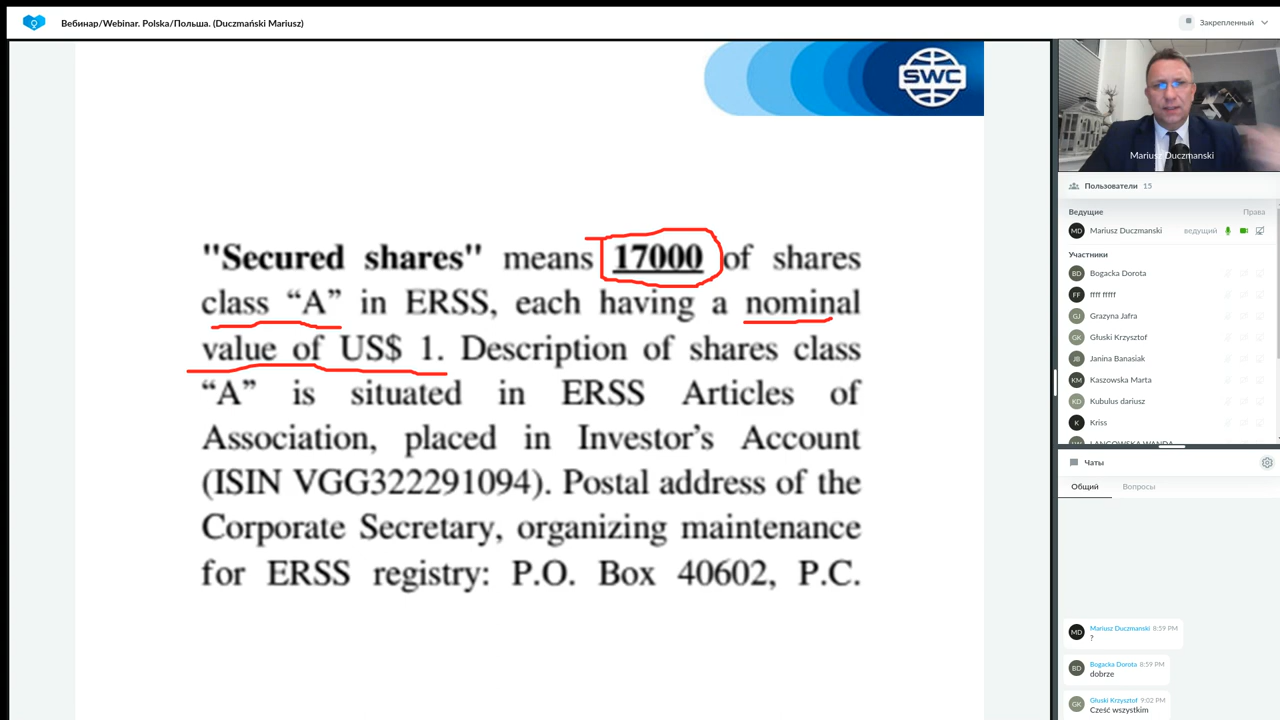 Вебинар/Webinar. Polska/Польша. (Duczmański Mariusz)
Закрепленный
SWC
"Secured shares" means 17000 of shares
class “A” in ERSS, each having a nominal
value of US$ 1. Description of shares class
“A” is situated in ERSS Articles of
Association, placed in Investor’s Account
(ISIN VGG322291094). Postal address of the
Corporate Secretary, organizing maintenance
for ERSS registry: P.O. Box 40602, P.C.
Mariusz Duczmanski
Пользователи 15
Ведущие Права
MD Mariusz Duczmanski ведущий
Участники
BD Bogacka Dorota
FF ffff fffff
GJ Grazyna Jafra
GK Głuski Krzysztof
JB Janina Banasiak
KM Kaszowska Marta
KD Kubulus dariusz
K Kriss
LANGOWSKA WANDA
Чаты
Общий Вопросы
MD Mariusz Duczmanski 8:59 PM
?
BD Bogacka Dorota 8:59 PM
dobrze
GK Głuski Krzysztof 9:02 PM
Cześć wszystkim